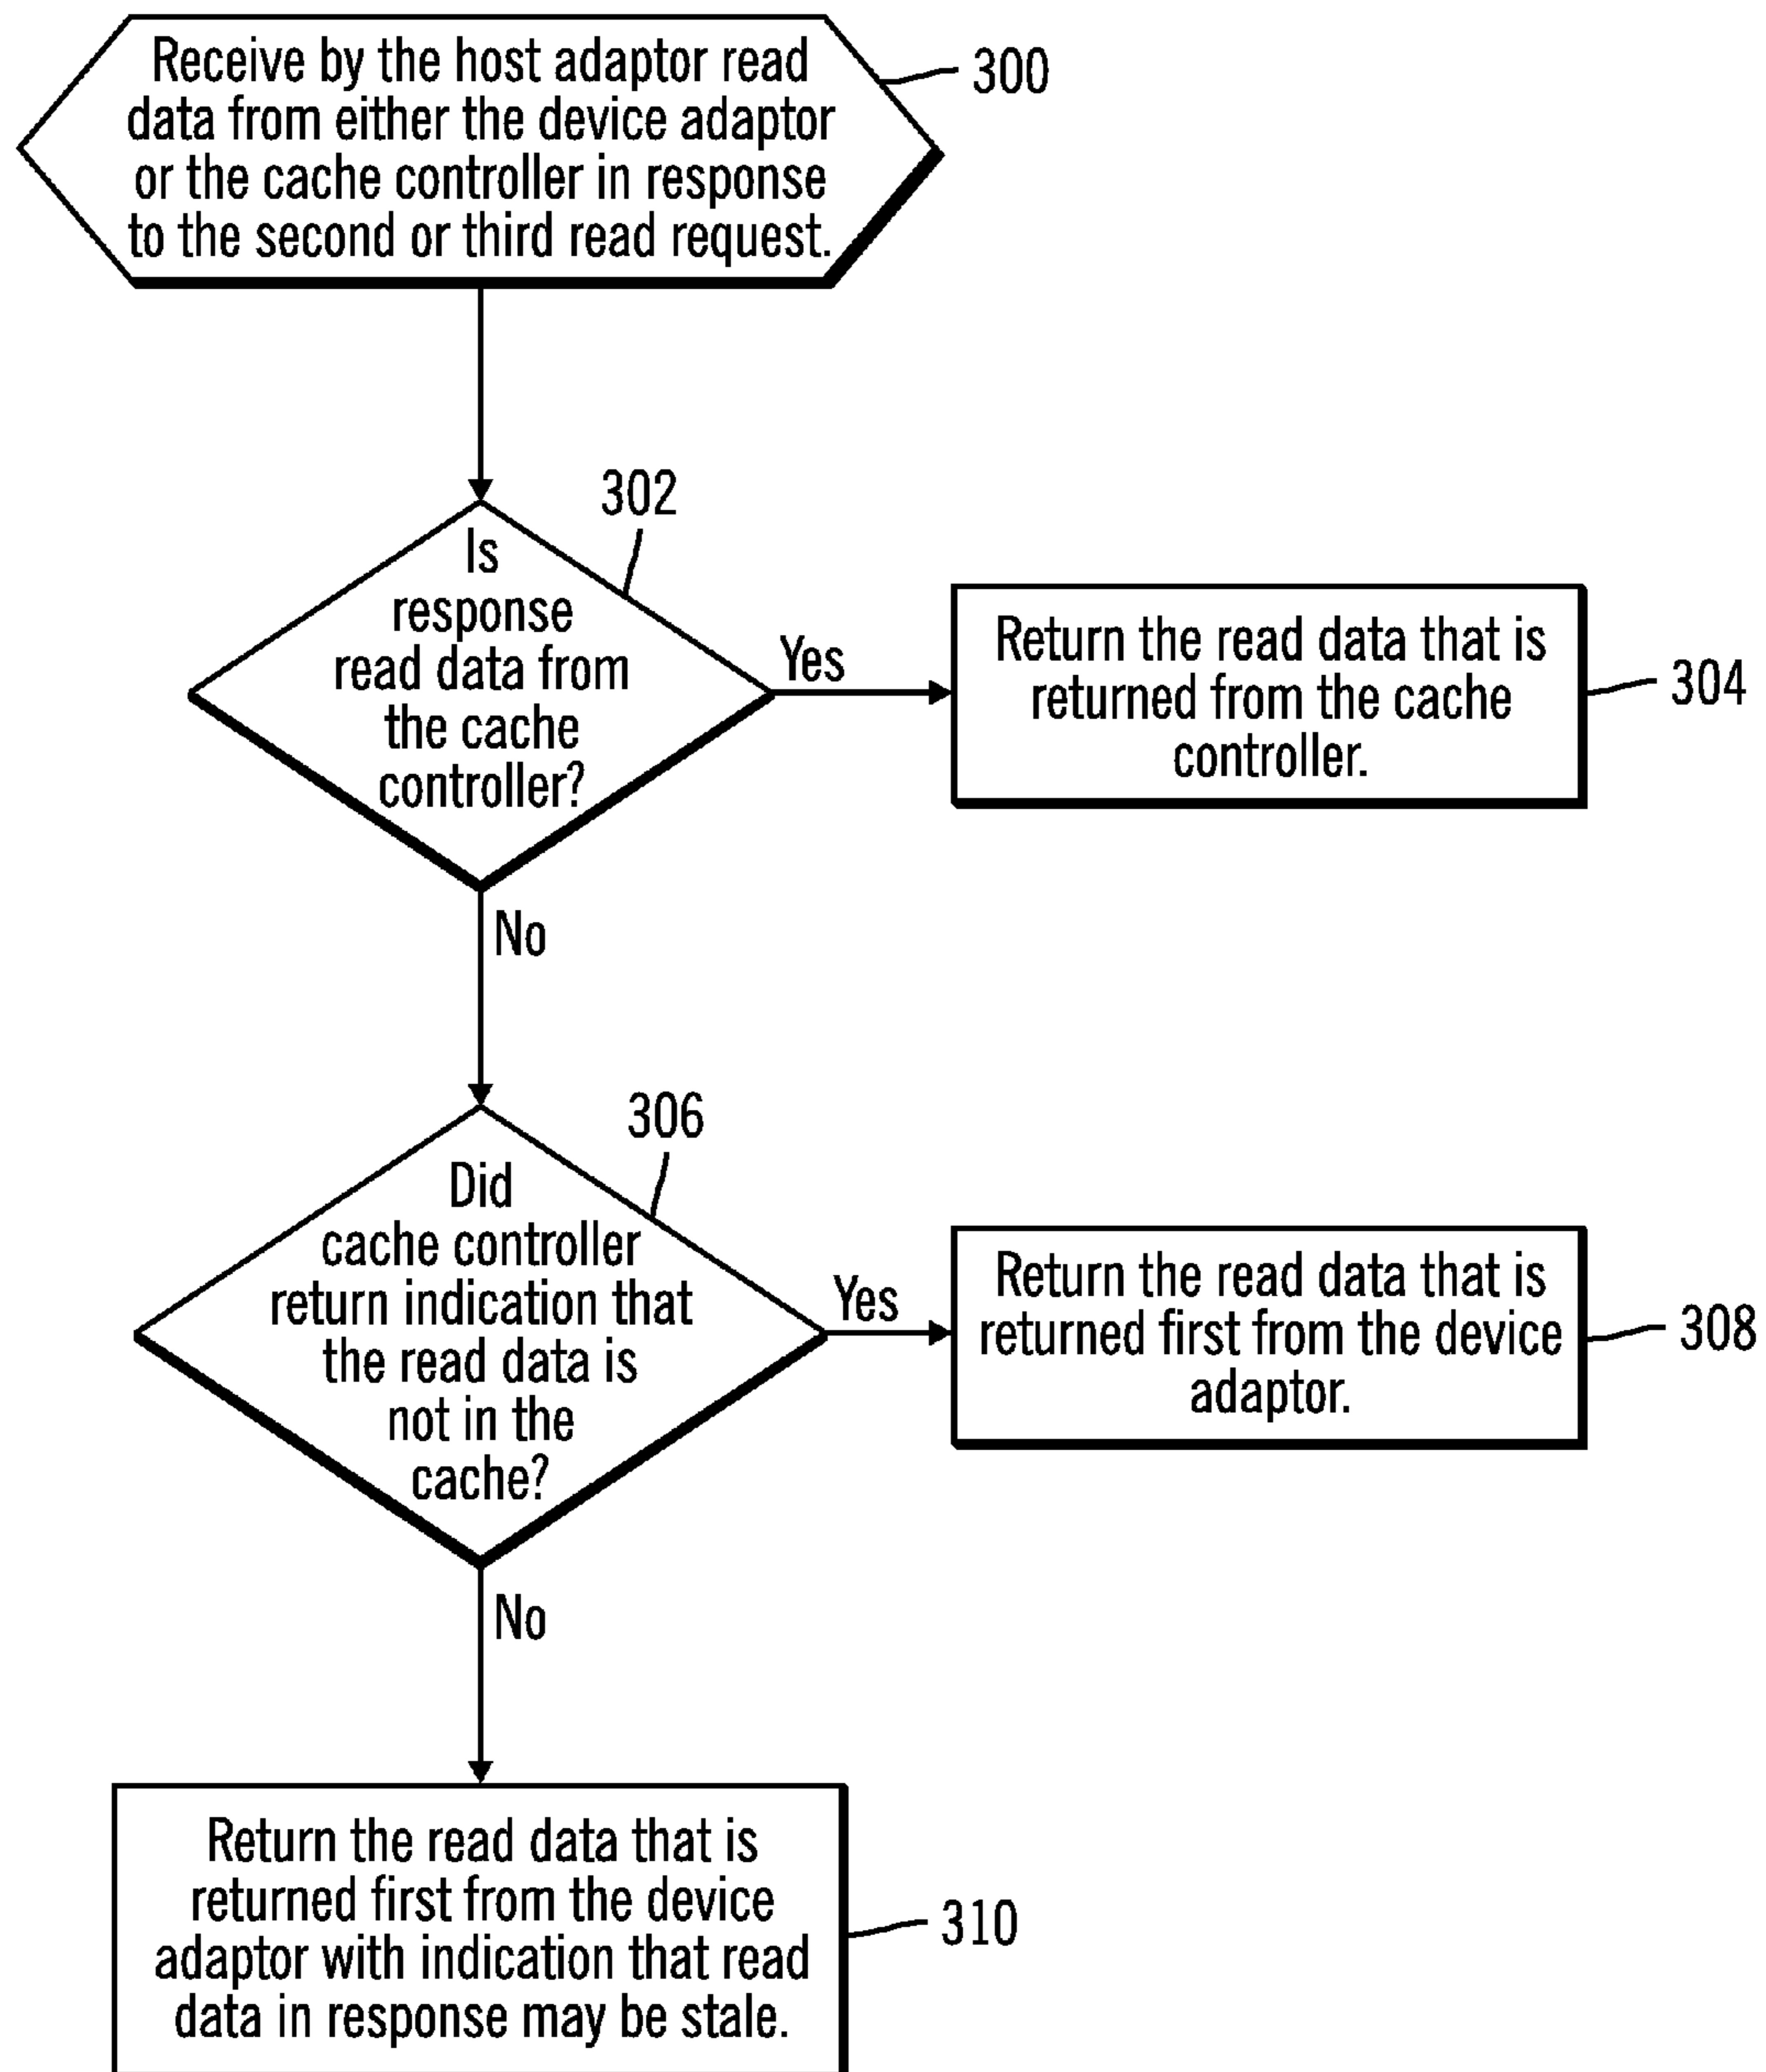 Receive by the host adaptor read
data from either the device adaptor
or the cache controller in response
to the second or third read request.
300
302
Is
response
read data from
the cache
controller?
Yes
Return the read data that is
returned from the cache
controller.
304
No
306
Did
cache controller
return indication that
the read data is
not in the
cache?
Yes
Return the read data that is
returned first from the device
adaptor.
308
No
Return the read data that is
returned first from the device
adaptor with indication that read
data in response may be stale.
310